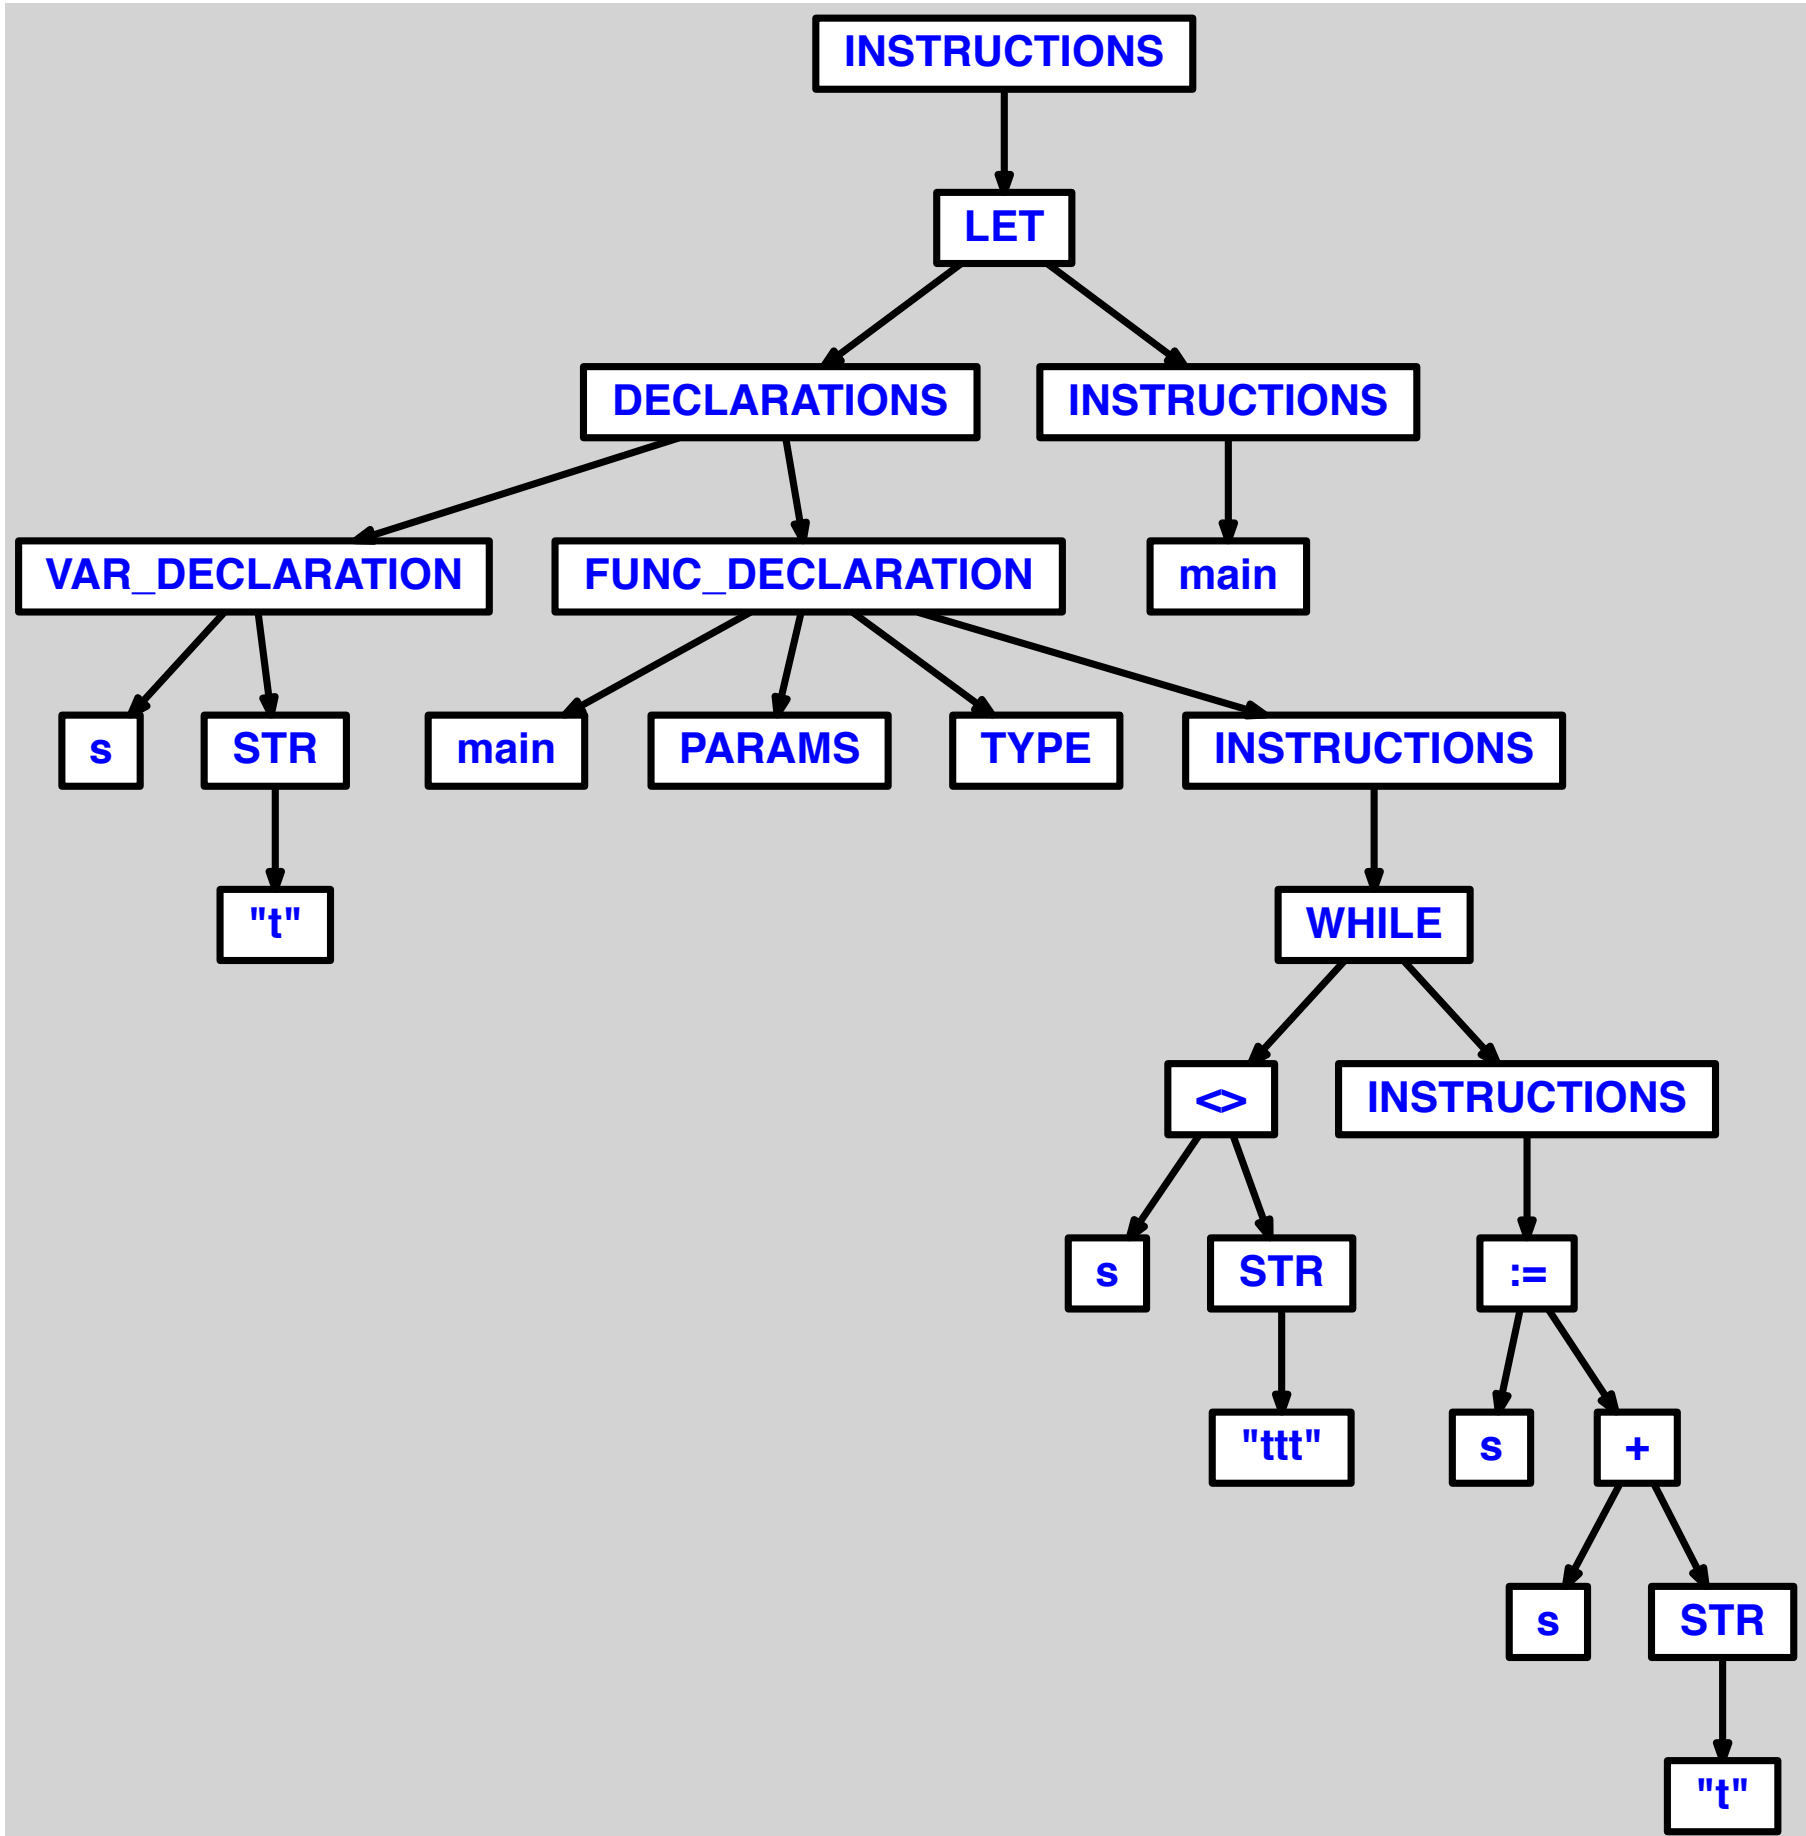 INSTRUCTIONS
LET
DECLARATIONS
INSTRUCTIONS
VAR_DECLARATION
FUNC_DECLARATION
main
s
STR
main
PARAMS
TYPE
INSTRUCTIONS
"t"
WHILE
<>
INSTRUCTIONS
s
STR
:=
"ttt"
s
+
s
STR
"t"